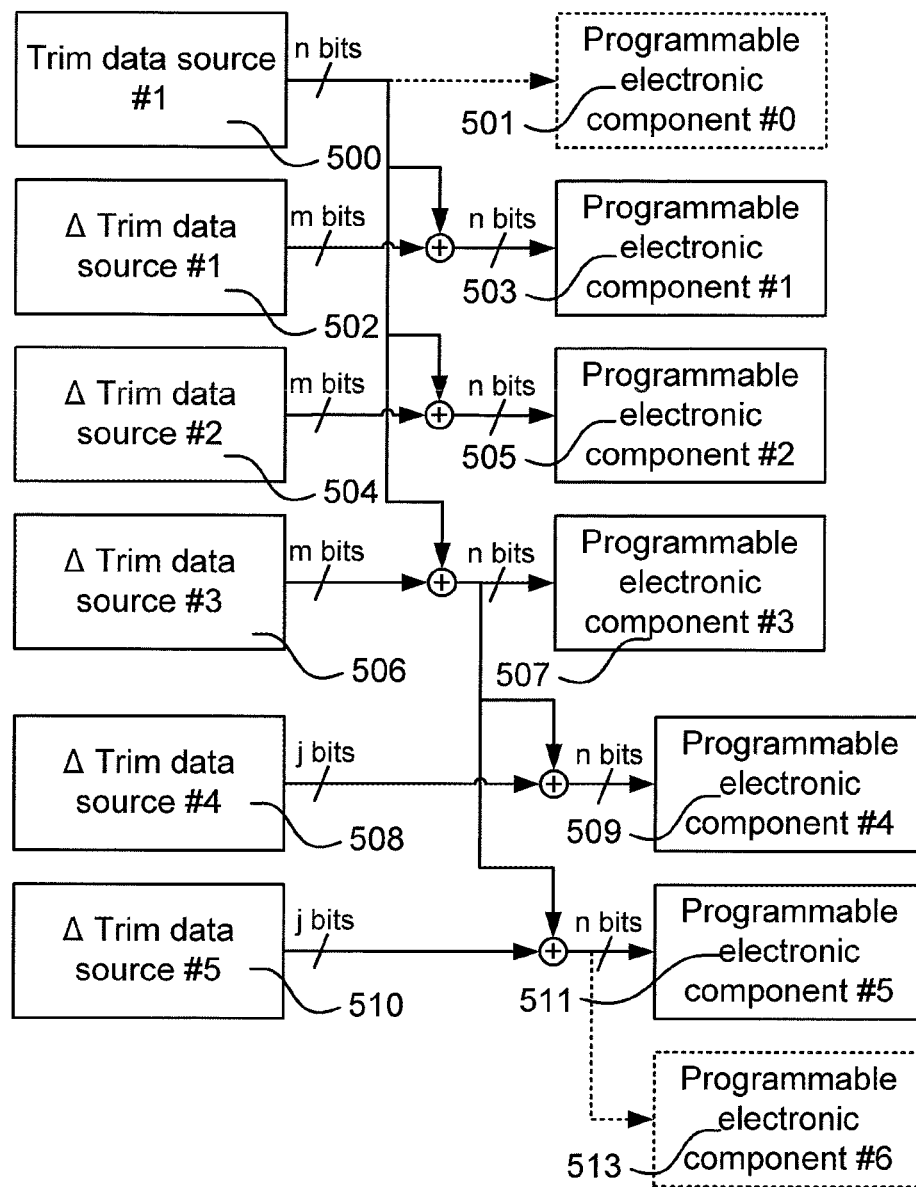 Trim data source
#1
500
n bits
Programmable
electronic
component #0
501
Δ Trim data
source #1
502
m bits
n bits
Programmable
electronic
component #1
503
Δ Trim data
source #2
504
m bits
n bits
Programmable
electronic
component #2
505
Δ Trim data
source #3
506
m bits
n bits
Programmable
electronic
component #3
507
Δ Trim data
source #4
508
j bits
n bits
Programmable
electronic
component #4
509
Δ Trim data
source #5
510
j bits
n bits
Programmable
electronic
component #5
511
Programmable
electronic
component #6
513